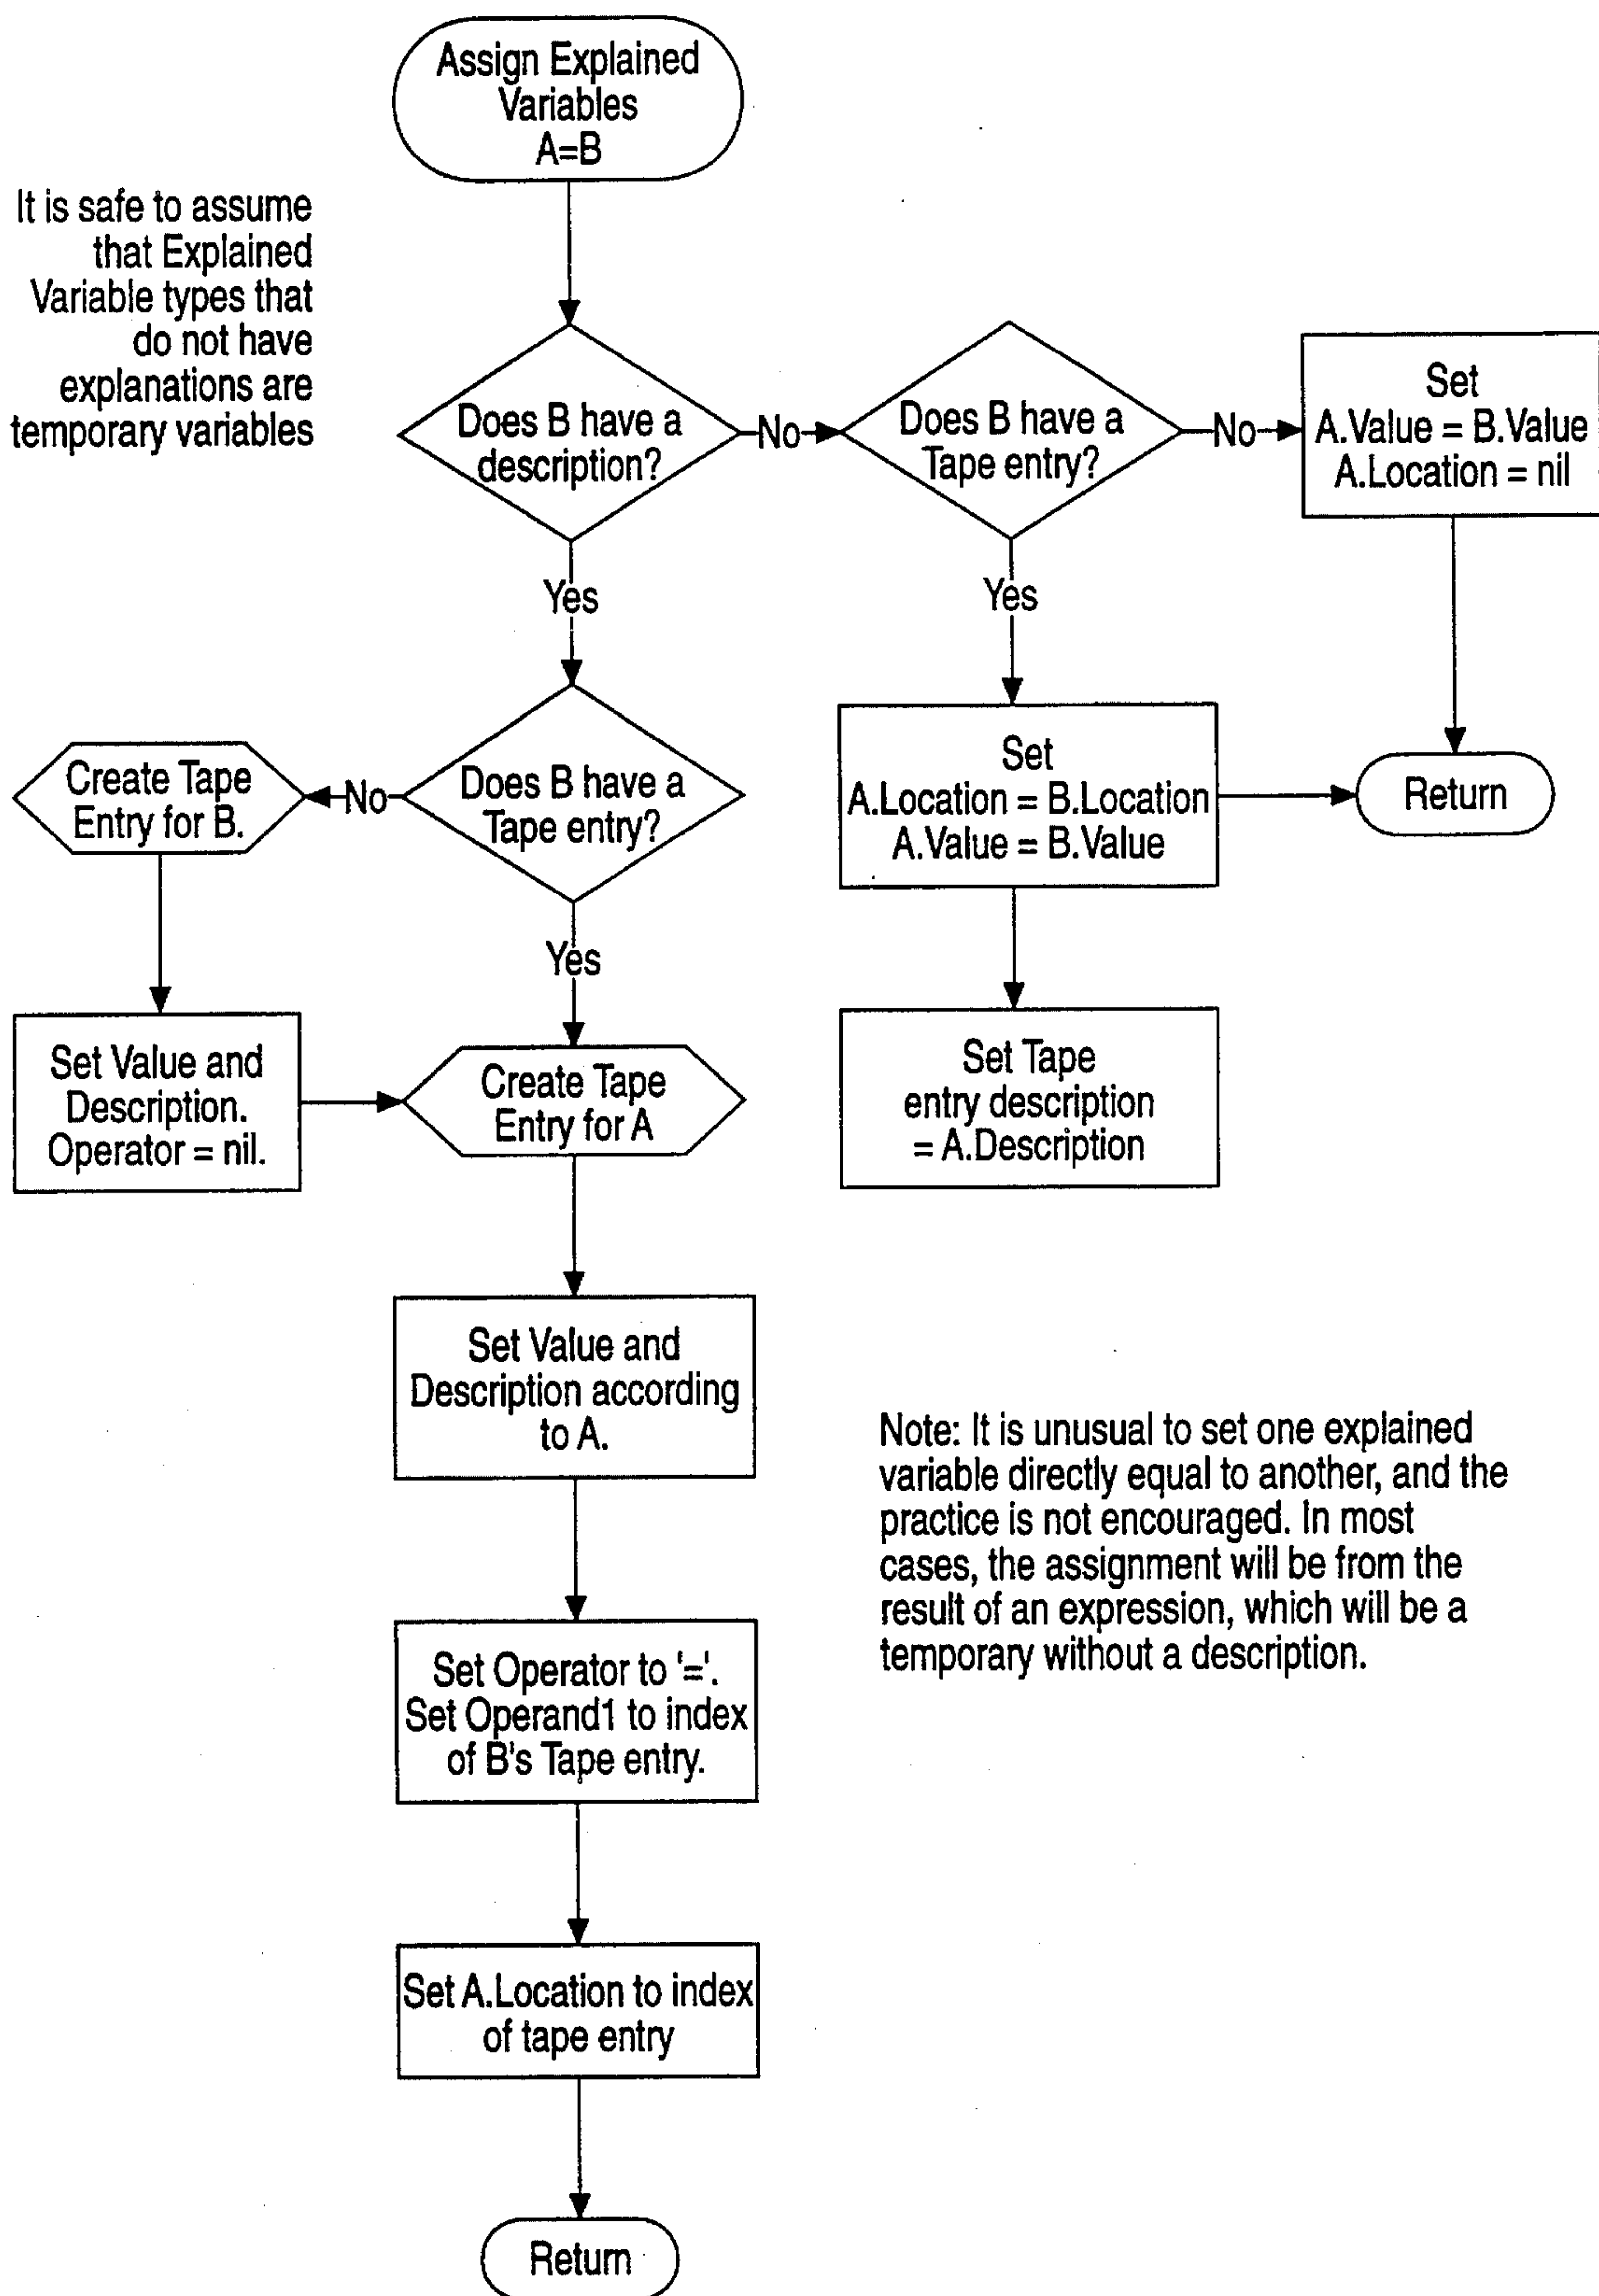 Assign Explained
Variables
A=B
It is safe to assume
that Explained
Variable types that
do not have
explanations are
temporary variables
Does B have a
description?
No
Does B have a
Tape entry?
No
Set
A.Value = B.Value
A.Location = nil
Yes
Yes
Create Tape
Entry for B.
No
Does B have a
Tape entry?
Set
A.Location = B.Location
A.Value = B.Value
Return
Yes
Set Value and
Description.
Operator = nil.
Create Tape
Entry for A
Set Tape
entry description
= A.Description
Set Value and
Description according
to A.
Note: It is unusual to set one explained
variable directly equal to another, and the
practice is not encouraged. In most
cases, the assignment will be from the
result of an expression, which will be a
temporary without a description.
Set Operator to '='.
Set Operand1 to index
of B's Tape entry.
Set A.Location to index
of tape entry
Return